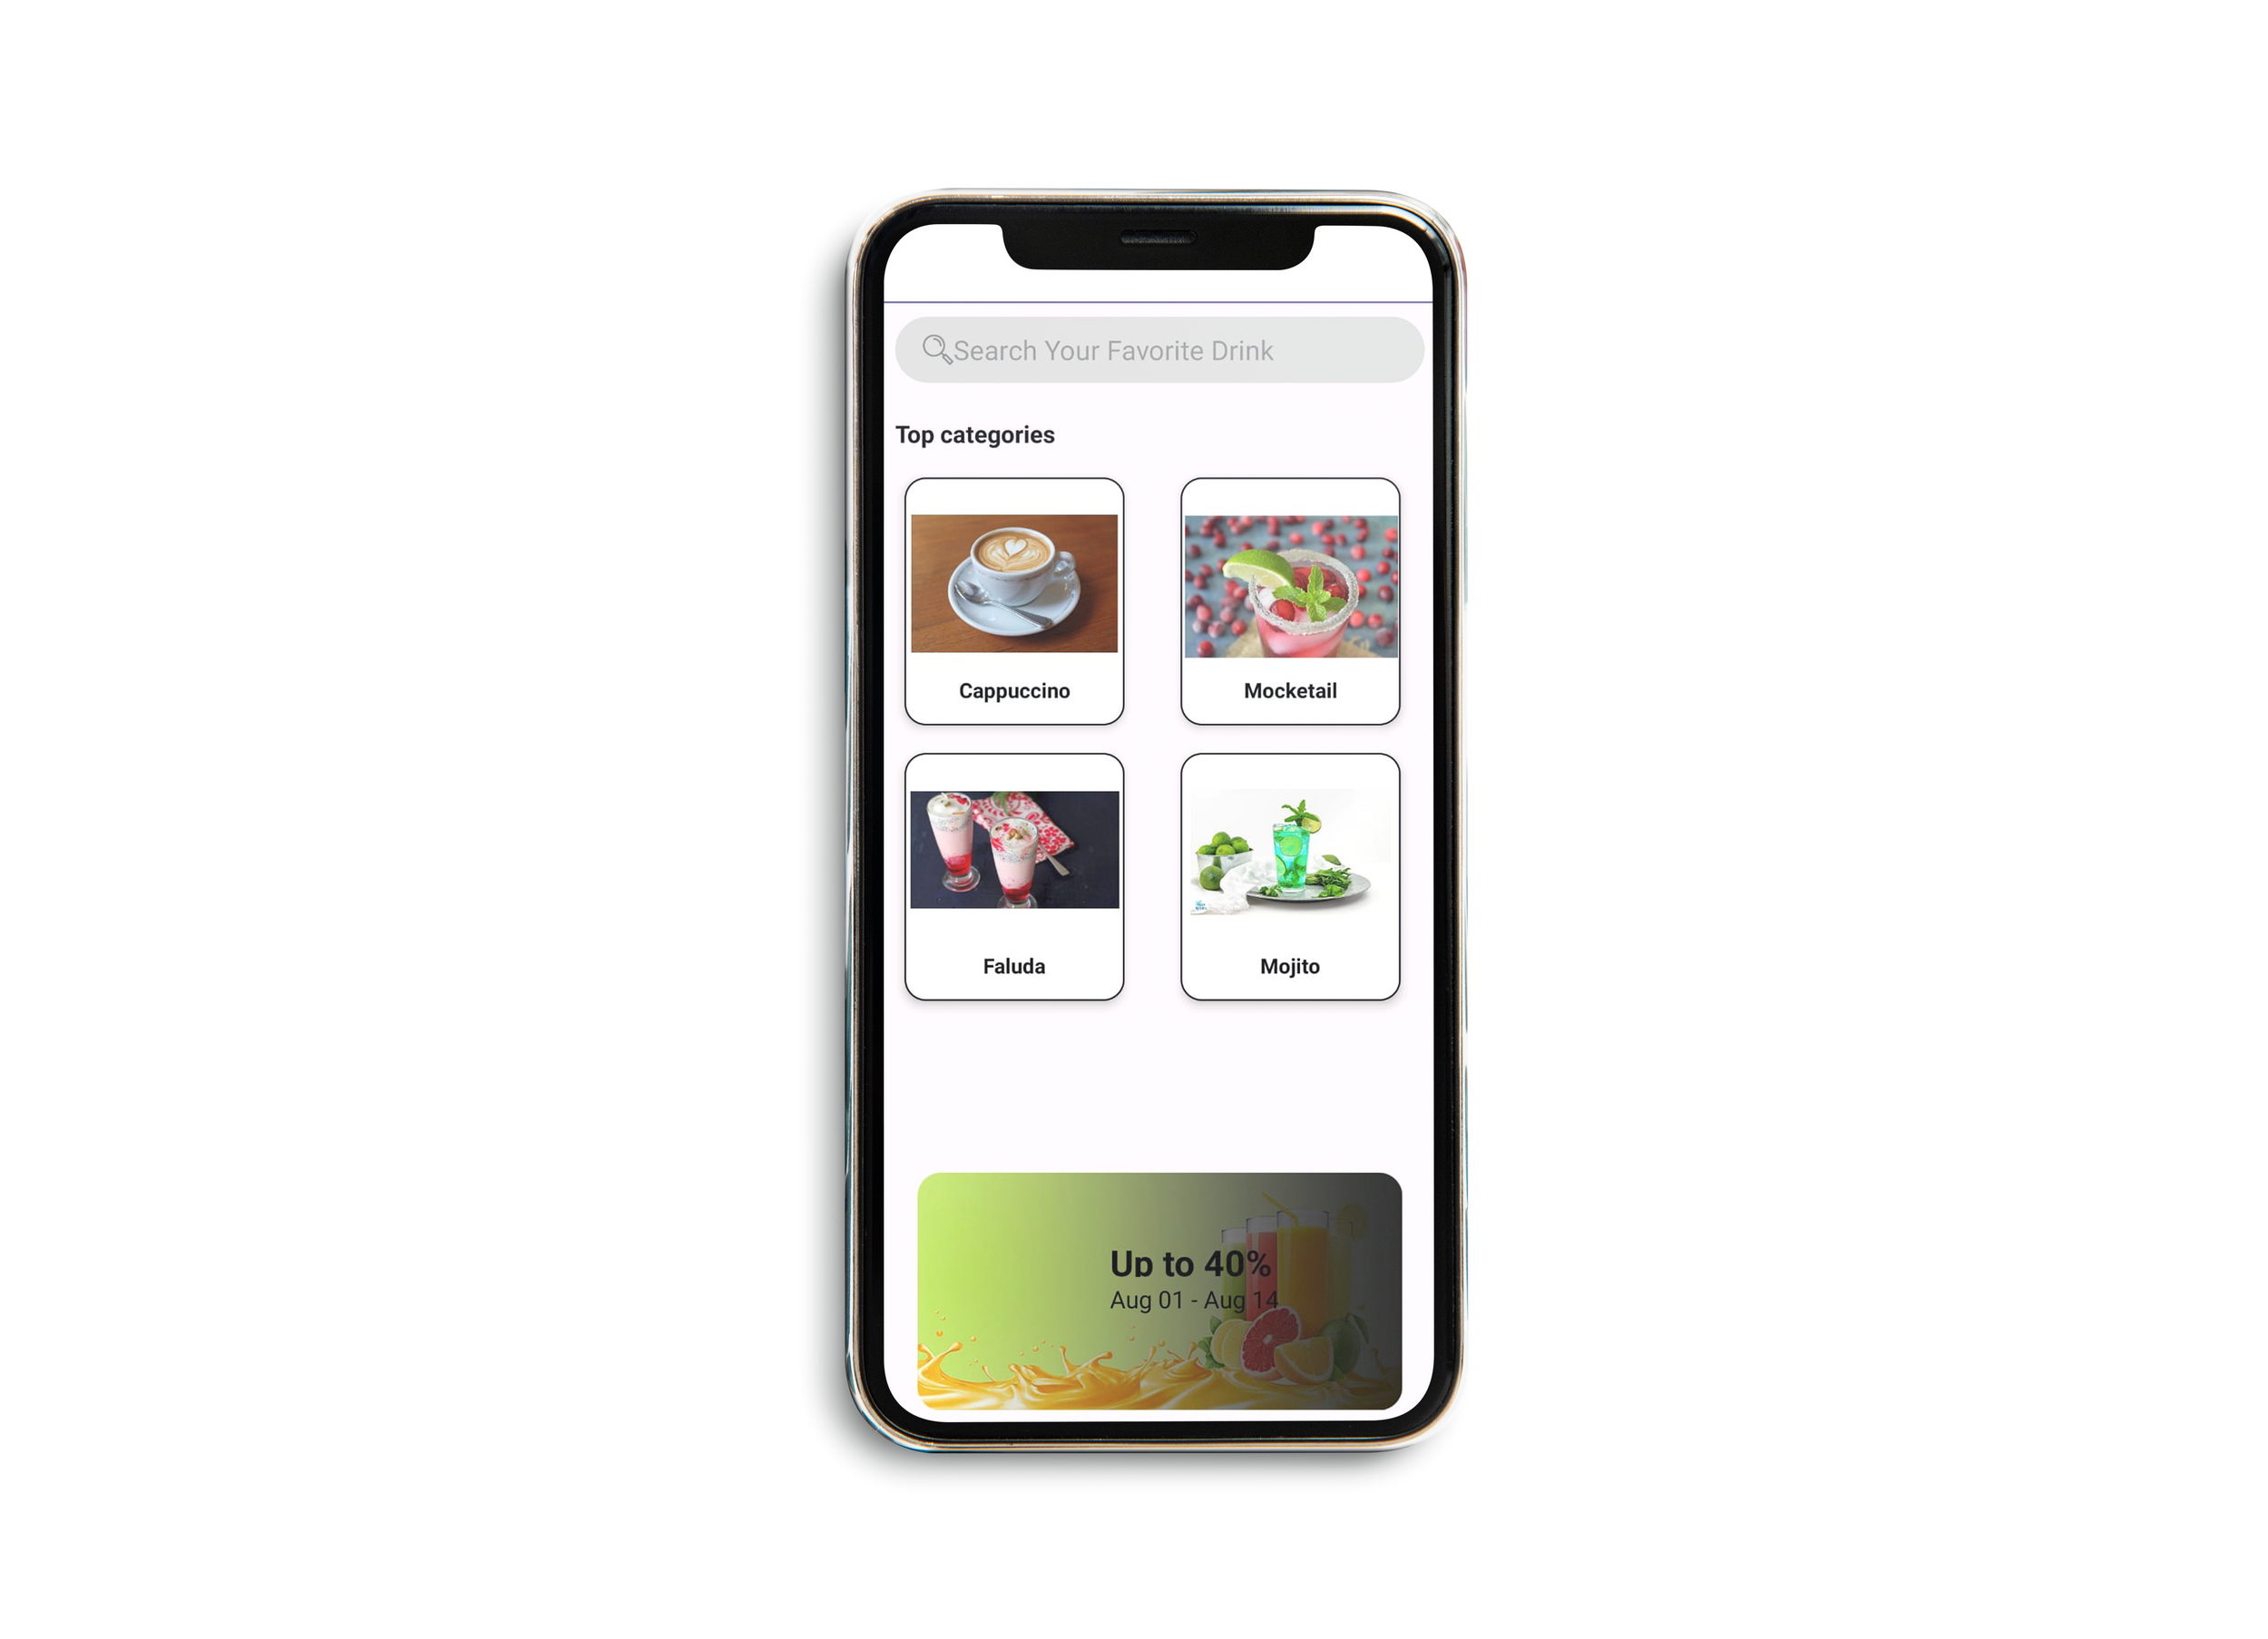 Search Your Favorite Drink
Top categories
Cappuccino
Mocketail
Faluda
Mojito
Up to 40%
Aug 01 - Aug 14